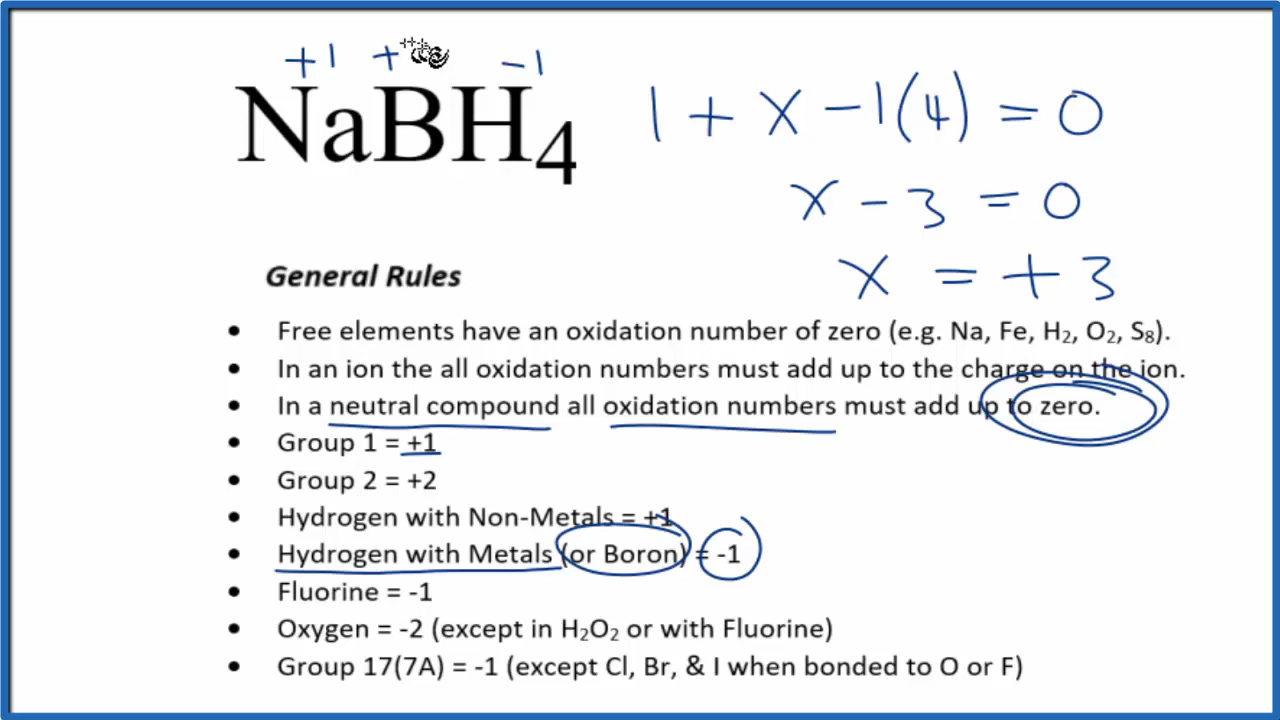 +1 + -1
NaBH₄ 1 + x - 1(4) = 0
x - 3 = 0
x = + 3
General Rules
• Free elements have an oxidation number of zero (e.g. Na, Fe, H₂, O₂, S₈).
• In an ion the all oxidation numbers must add up to the charge on the ion.
• In a neutral compound all oxidation numbers must add up to zero.
• Group 1 = +1
• Group 2 = +2
• Hydrogen with Non-Metals = +1
• Hydrogen with Metals (or Boron) = -1
• Fluorine = -1
• Oxygen = -2 (except in H₂O₂ or with Fluorine)
• Group 17(7A) = -1 (except Cl, Br, & I when bonded to O or F)